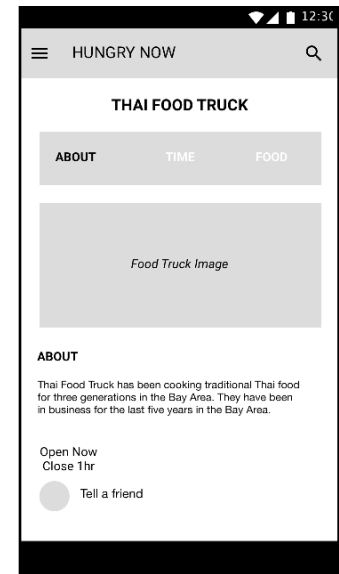 12:30
HUNGRY NOW
THAI FOOD TRUCK
ABOUT TIME FOOD
Food Truck Image
ABOUT
Thai Food Truck has been cooking traditional Thai food
for three generations in the Bay Area. They have been
in business for the last five years in the Bay Area.
Open Now
Close 1hr
Tell a friend